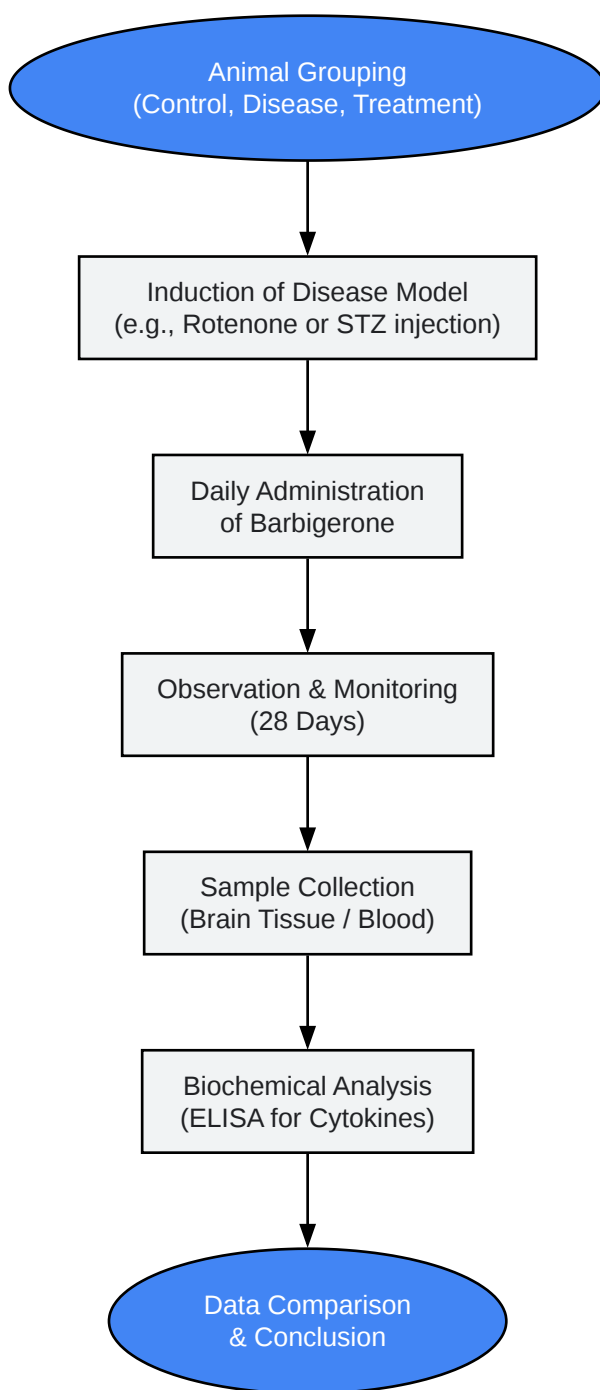 Animal Grouping
(Control, Disease, Treatment)
Induction of Disease Model
(e.g., Rotenone or STZ injection)
Daily Administration
of Barbigerone
Observation & Monitoring
(28 Days)
Sample Collection
(Brain Tissue / Blood)
Biochemical Analysis
(ELISA for Cytokines)
Data Comparison
& Conclusion